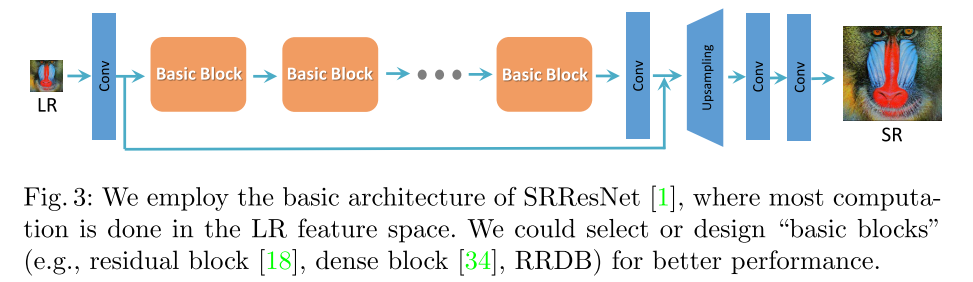 LR
Conv
Basic Block
Basic Block
Basic Block
Conv
Upsampling
Conv
Conv
SR
Fig. 3: We employ the basic architecture of SRResNet [1], where most computa-
tion is done in the LR feature space. We could select or design “basic blocks”
(e.g., residual block [18], dense block [34], RRDB) for better performance.